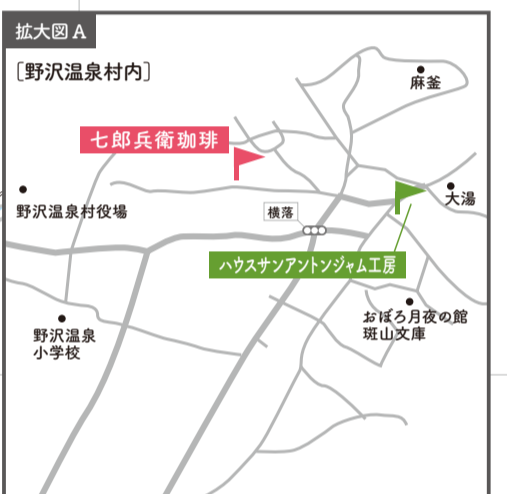 拡大図 A
［野沢温泉村内］
麻釜
七郎兵衛珈琲
大湯
野沢温泉村役場
横落
ハウスサンアントンジャム工房
おぼろ月夜の館
斑山文庫
野沢温泉
小学校